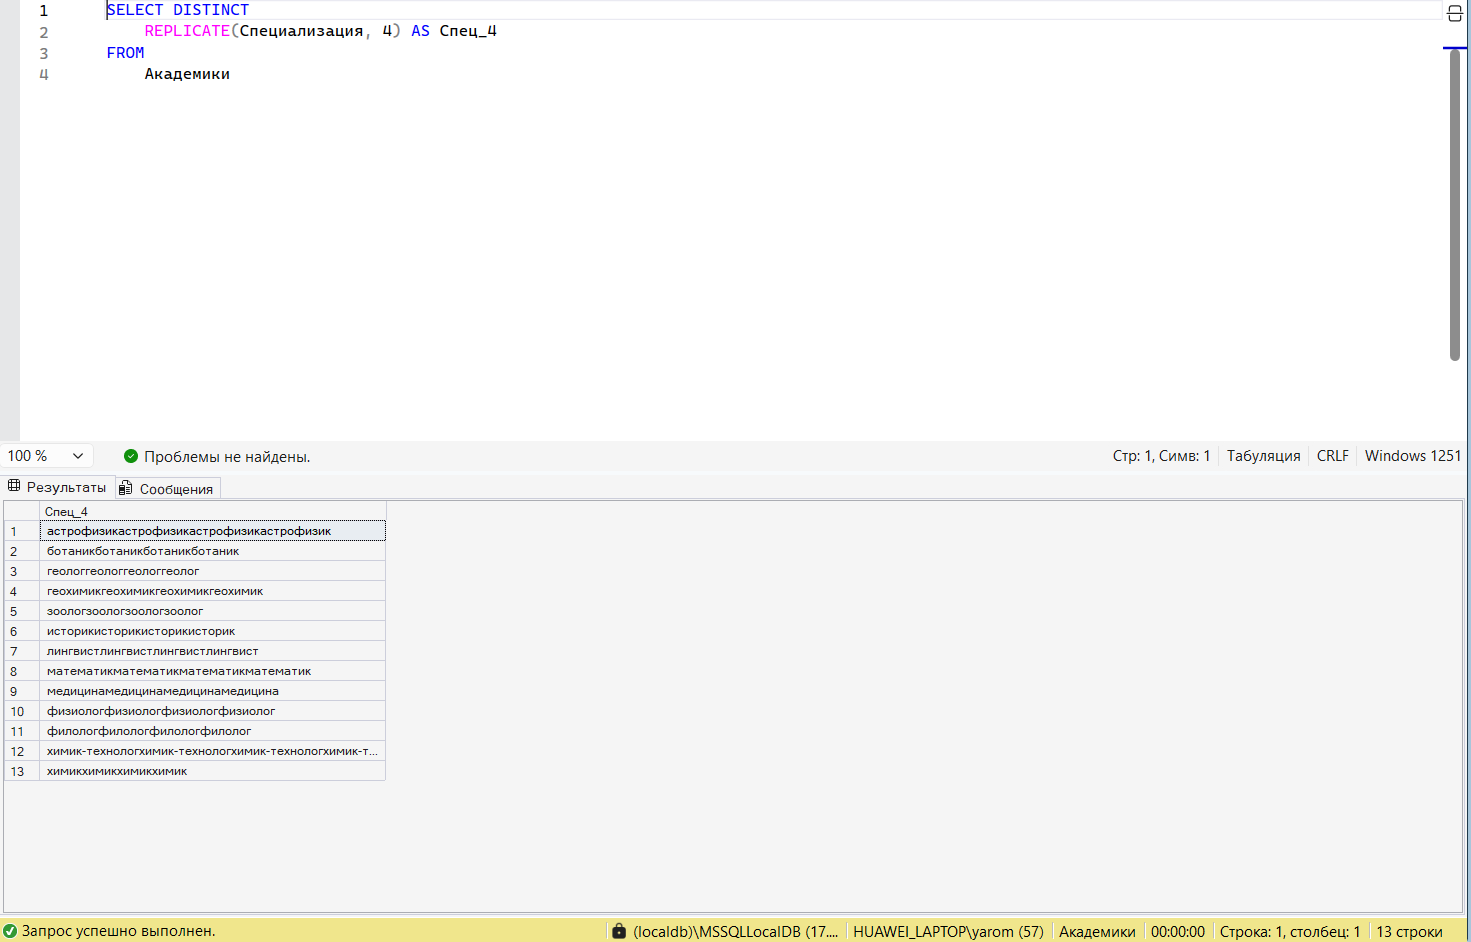 1 SELECT DISTINCT
2 REPLICATE(Специализация, 4) AS Спец_4
3 FROM
4 Академики
100 % Проблемы не найдены. Стр: 1, Симв: 1 Табуляция CRLF Windows 1251
Результаты Сообщения
Спец_4
1 астрофизикастрофизикастрофизикастрофизик
2 ботаникботаникботаникботаник
3 геологгеологгеологгеолог
4 геохимикгеохимикгеохимикгеохимик
5 зоологзоологзоологзоолог
6 историкисторикисторикисторик
7 лингвистлингвистлингвистлингвист
8 математикматематикматематикматематик
9 медицинамедицинамедицинамедицина
10 физиологфизиологфизиологфизиолог
11 филологфилологфилологфилолог
12 химик-технологхимик-технологхимик-технологхимик-т...
13 химикхимикхимикхимик
Запрос успешно выполнен. (localdb)\MSSQLLocalDB (17.... HUAWEI_LAPTOP\yarom (57) Академики 00:00:00 Строка: 1, столбец: 1 13 строки